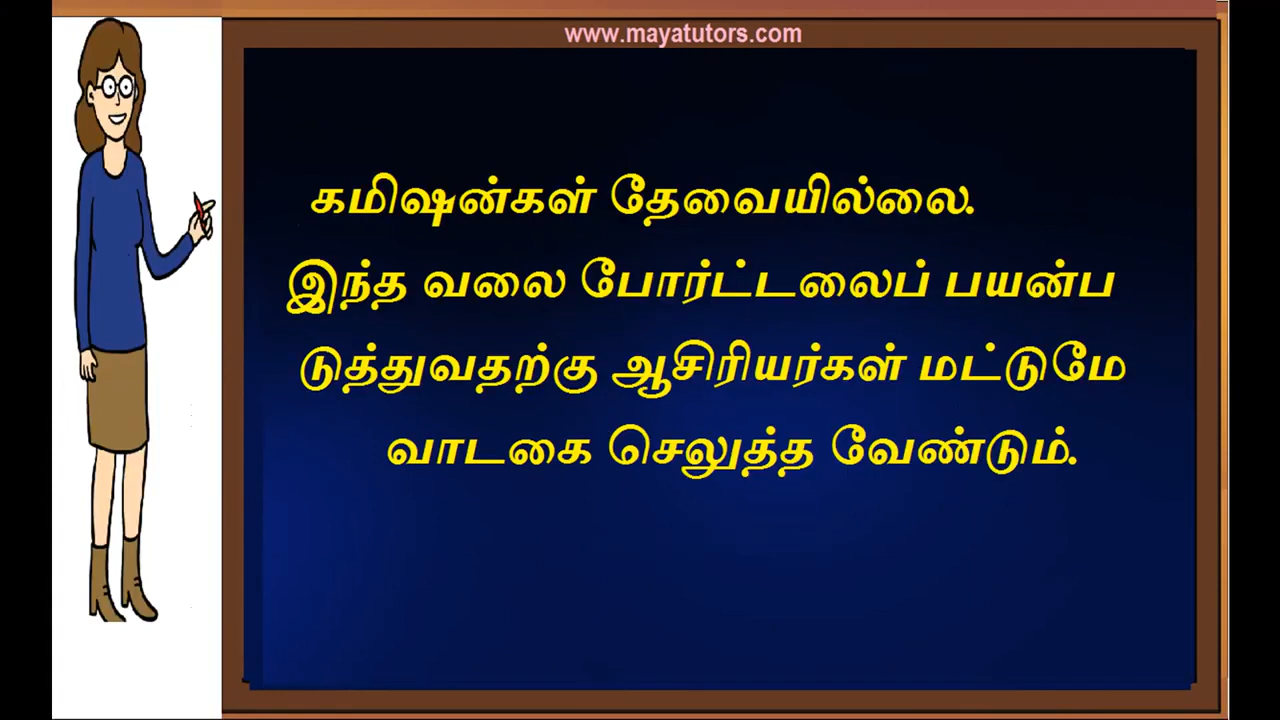 www.mayatutors.com
கமிஷன்கள் தேவையில்லை.
இந்த வலை போர்ட்டலைப் பயன்ப
டுத்துவதற்கு ஆசிரியர்கள் மட்டுமே
வாடகை செலுத்த வேண்டும்.